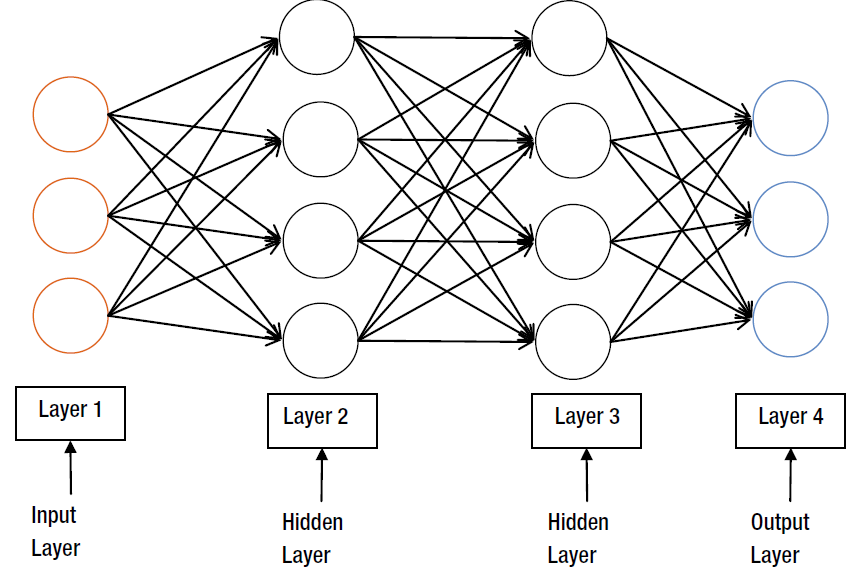 Layer 1
Layer 2
Layer 3
Layer 4
Input
Layer
Hidden
Layer
Hidden
Layer
Output
Layer